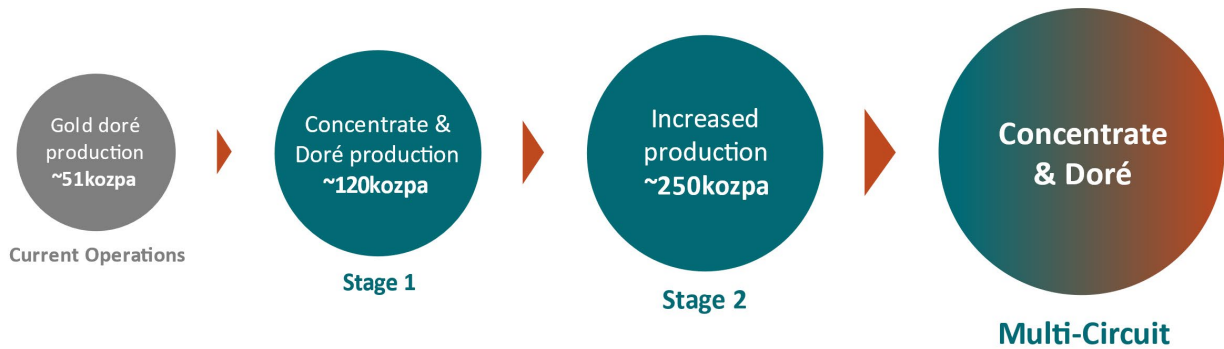 Gold doré
production
~51kozpa
Current Operations
Concentrate &
Doré production
~120kozpa
Stage 1
Increased
production
~250kozpa
Stage 2
Concentrate
& Doré
Multi-Circuit